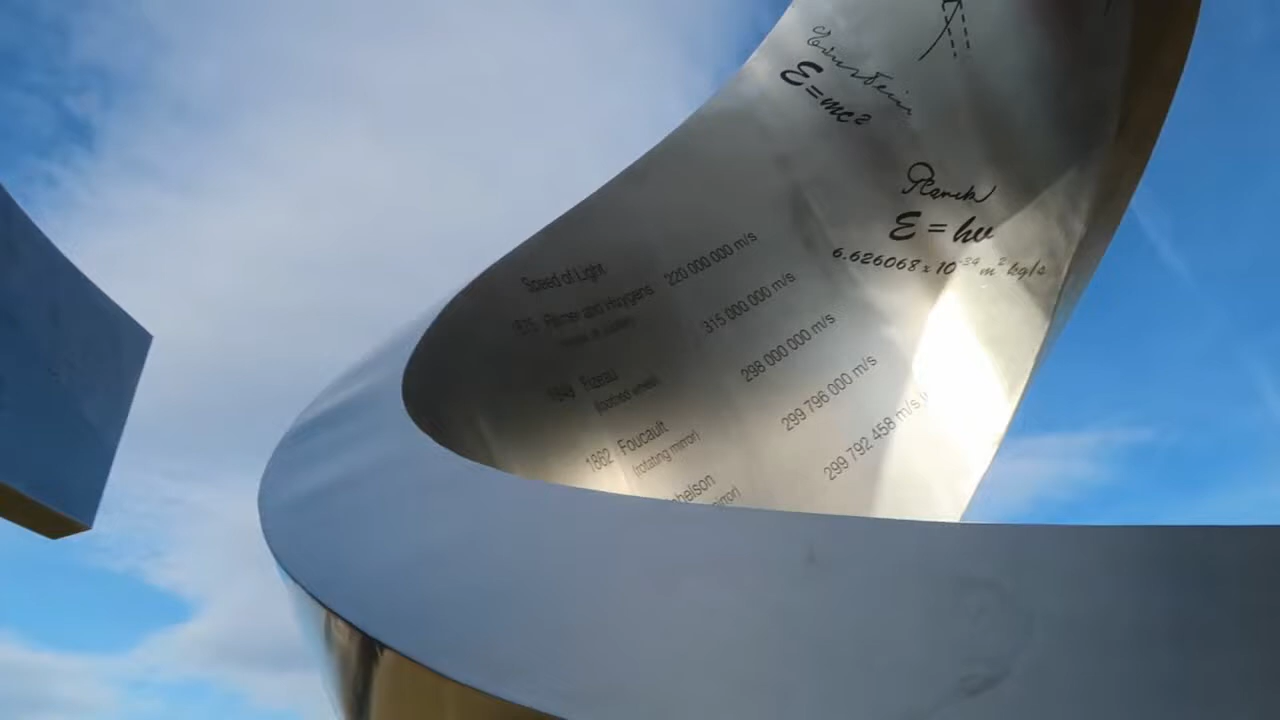 Einstein
E=mc²
Planck
E = hν
6.626068 x 10⁻³⁴ m² kg/s
Speed of Light
Rømer and Huygens 220 000 000 m/s
Fizeau 315 000 000 m/s
(toothed wheel)
1862 Foucault 298 000 000 m/s
(rotating mirror)
299 796 000 m/s
299 792 458 m/s